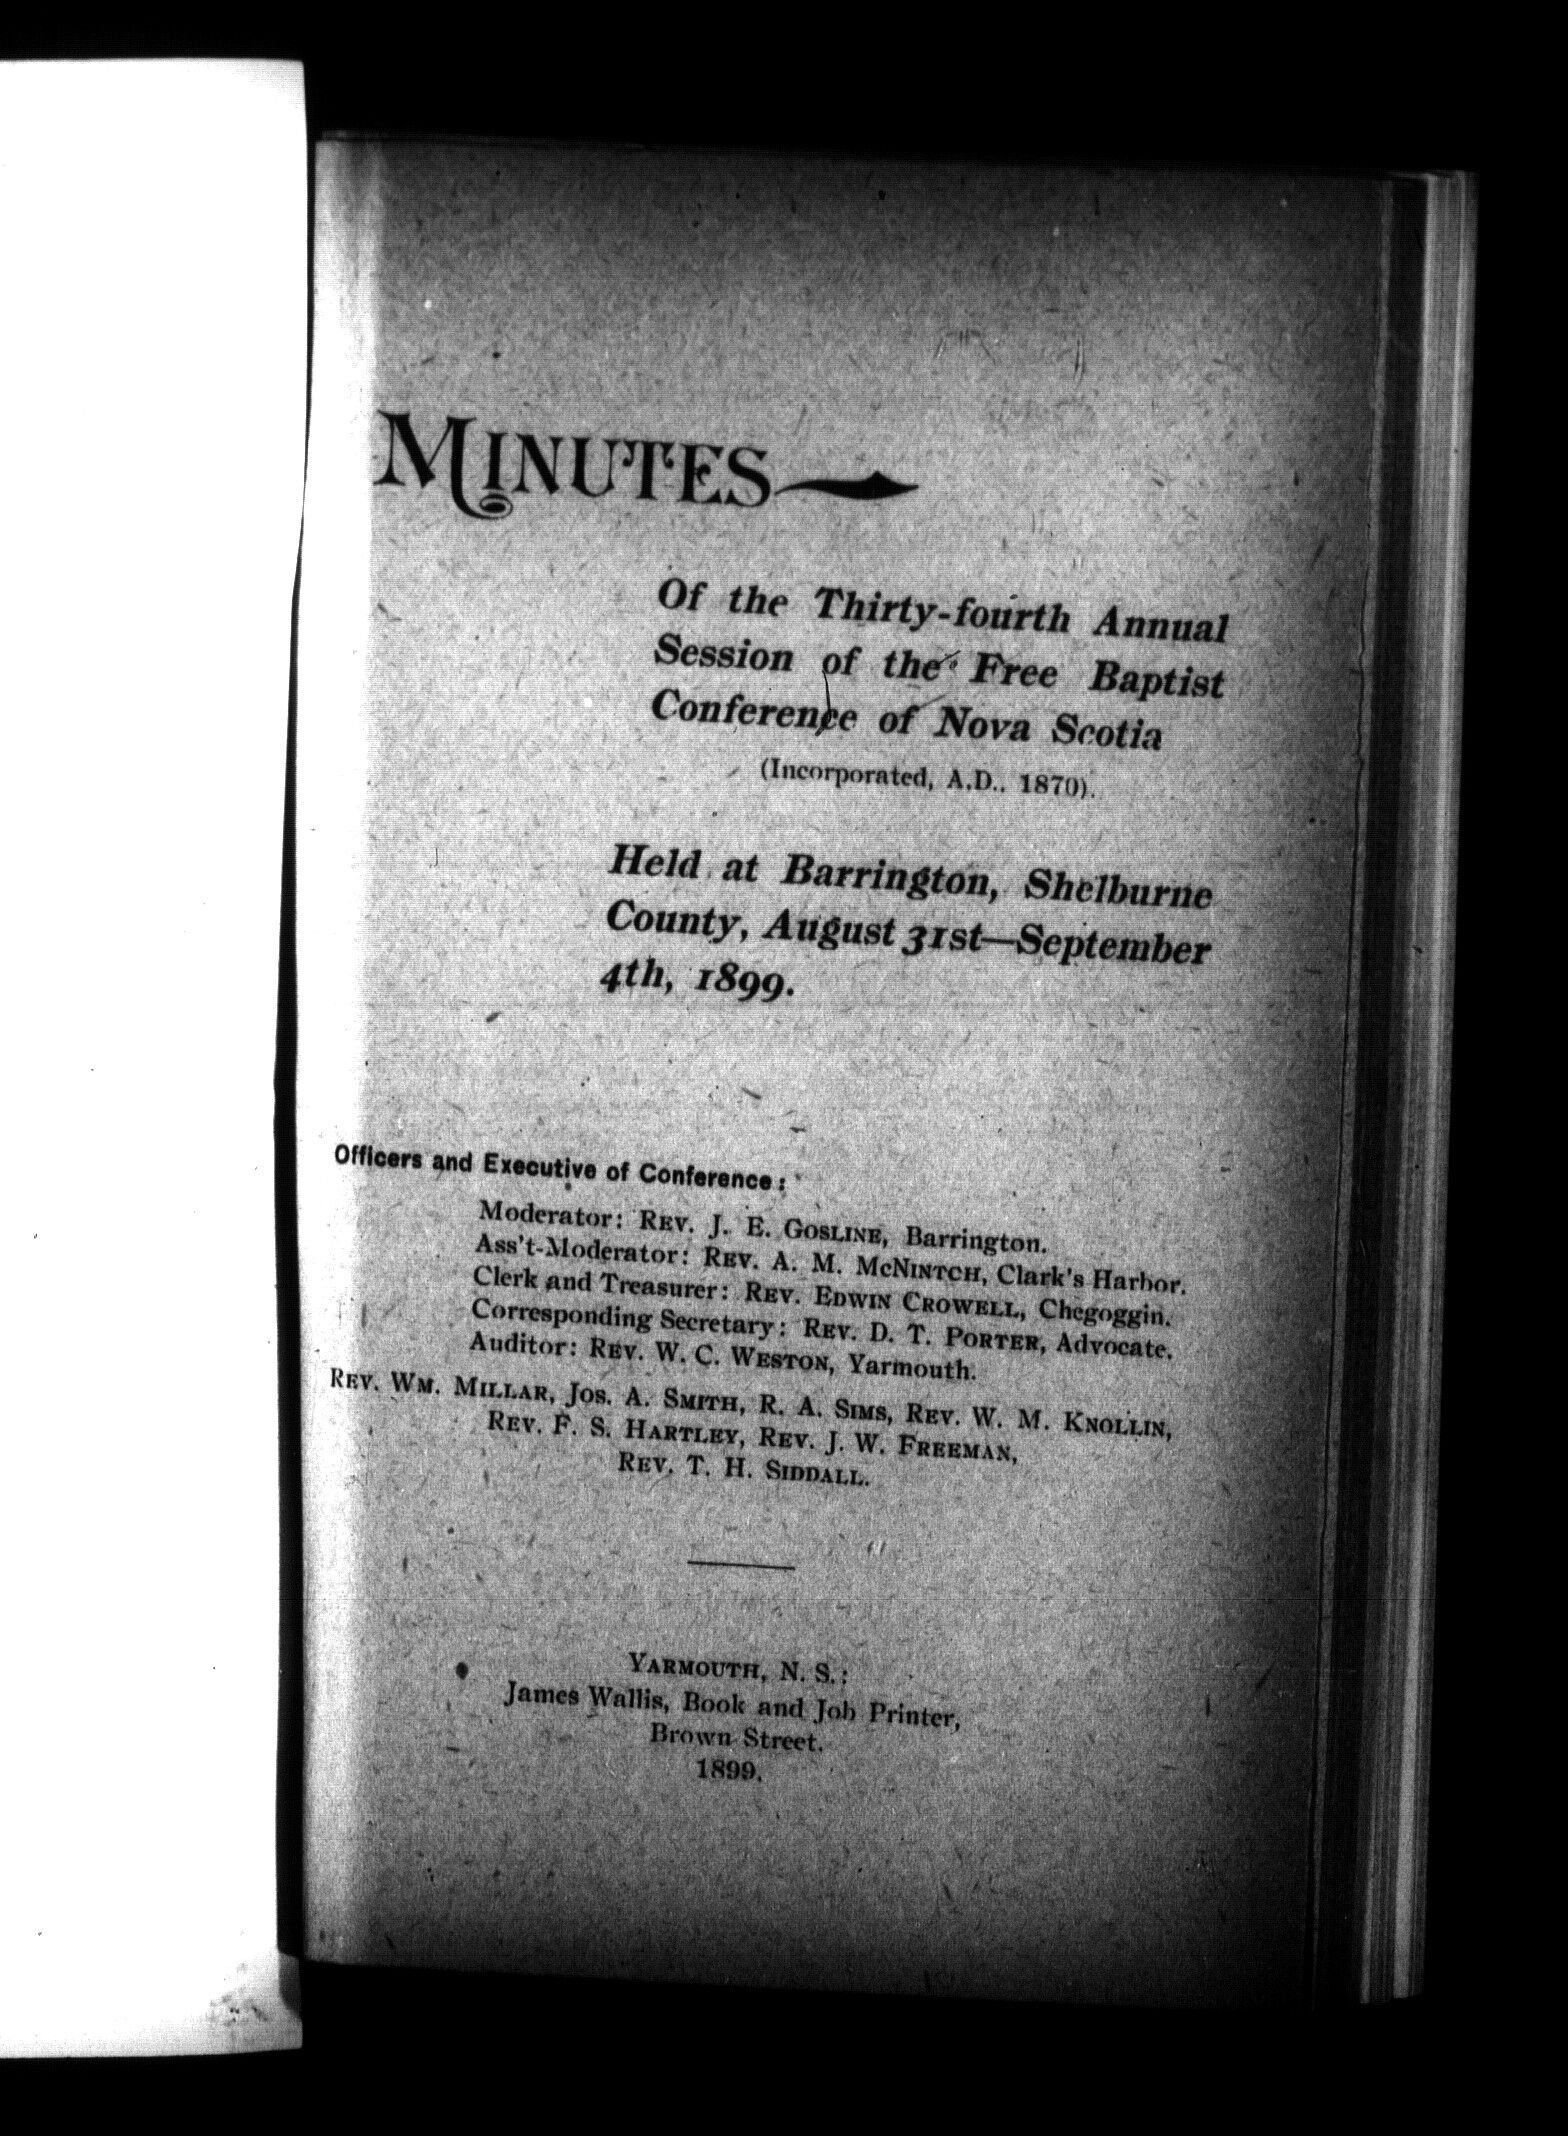 MINUTES
Of the Thirty-fourth Annual
Session of the Free Baptist
Conference of Nova Scotia
(Incorporated, A.D.. 1870).
Held at Barrington, Shelburne
County, August 31st—September
4th, 1899.
Officers and Executive of Conference:
Moderator: REV. J. E. GOSLINE, Barrington.
Ass't-Moderator: REV. A. M. MCNINTCH, Clark's Harbor.
Clerk and Treasurer: REV. EDWIN CROWELL, Chegoggin.
Corresponding Secretary: REV. D. T. PORTER, Advocate.
Auditor: REV. W. C. WESTON, Yarmouth.
REV. WM. MILLAR, JOS. A. SMITH, R. A. SIMS, REV. W. M. KNOLLIN,
REV. F. S. HARTLEY, REV. J. W. FREEMAN,
REV. T. H. SIDDALL.
YARMOUTH, N. S.:
James Wallis, Book and Job Printer,
Brown Street.
1899.